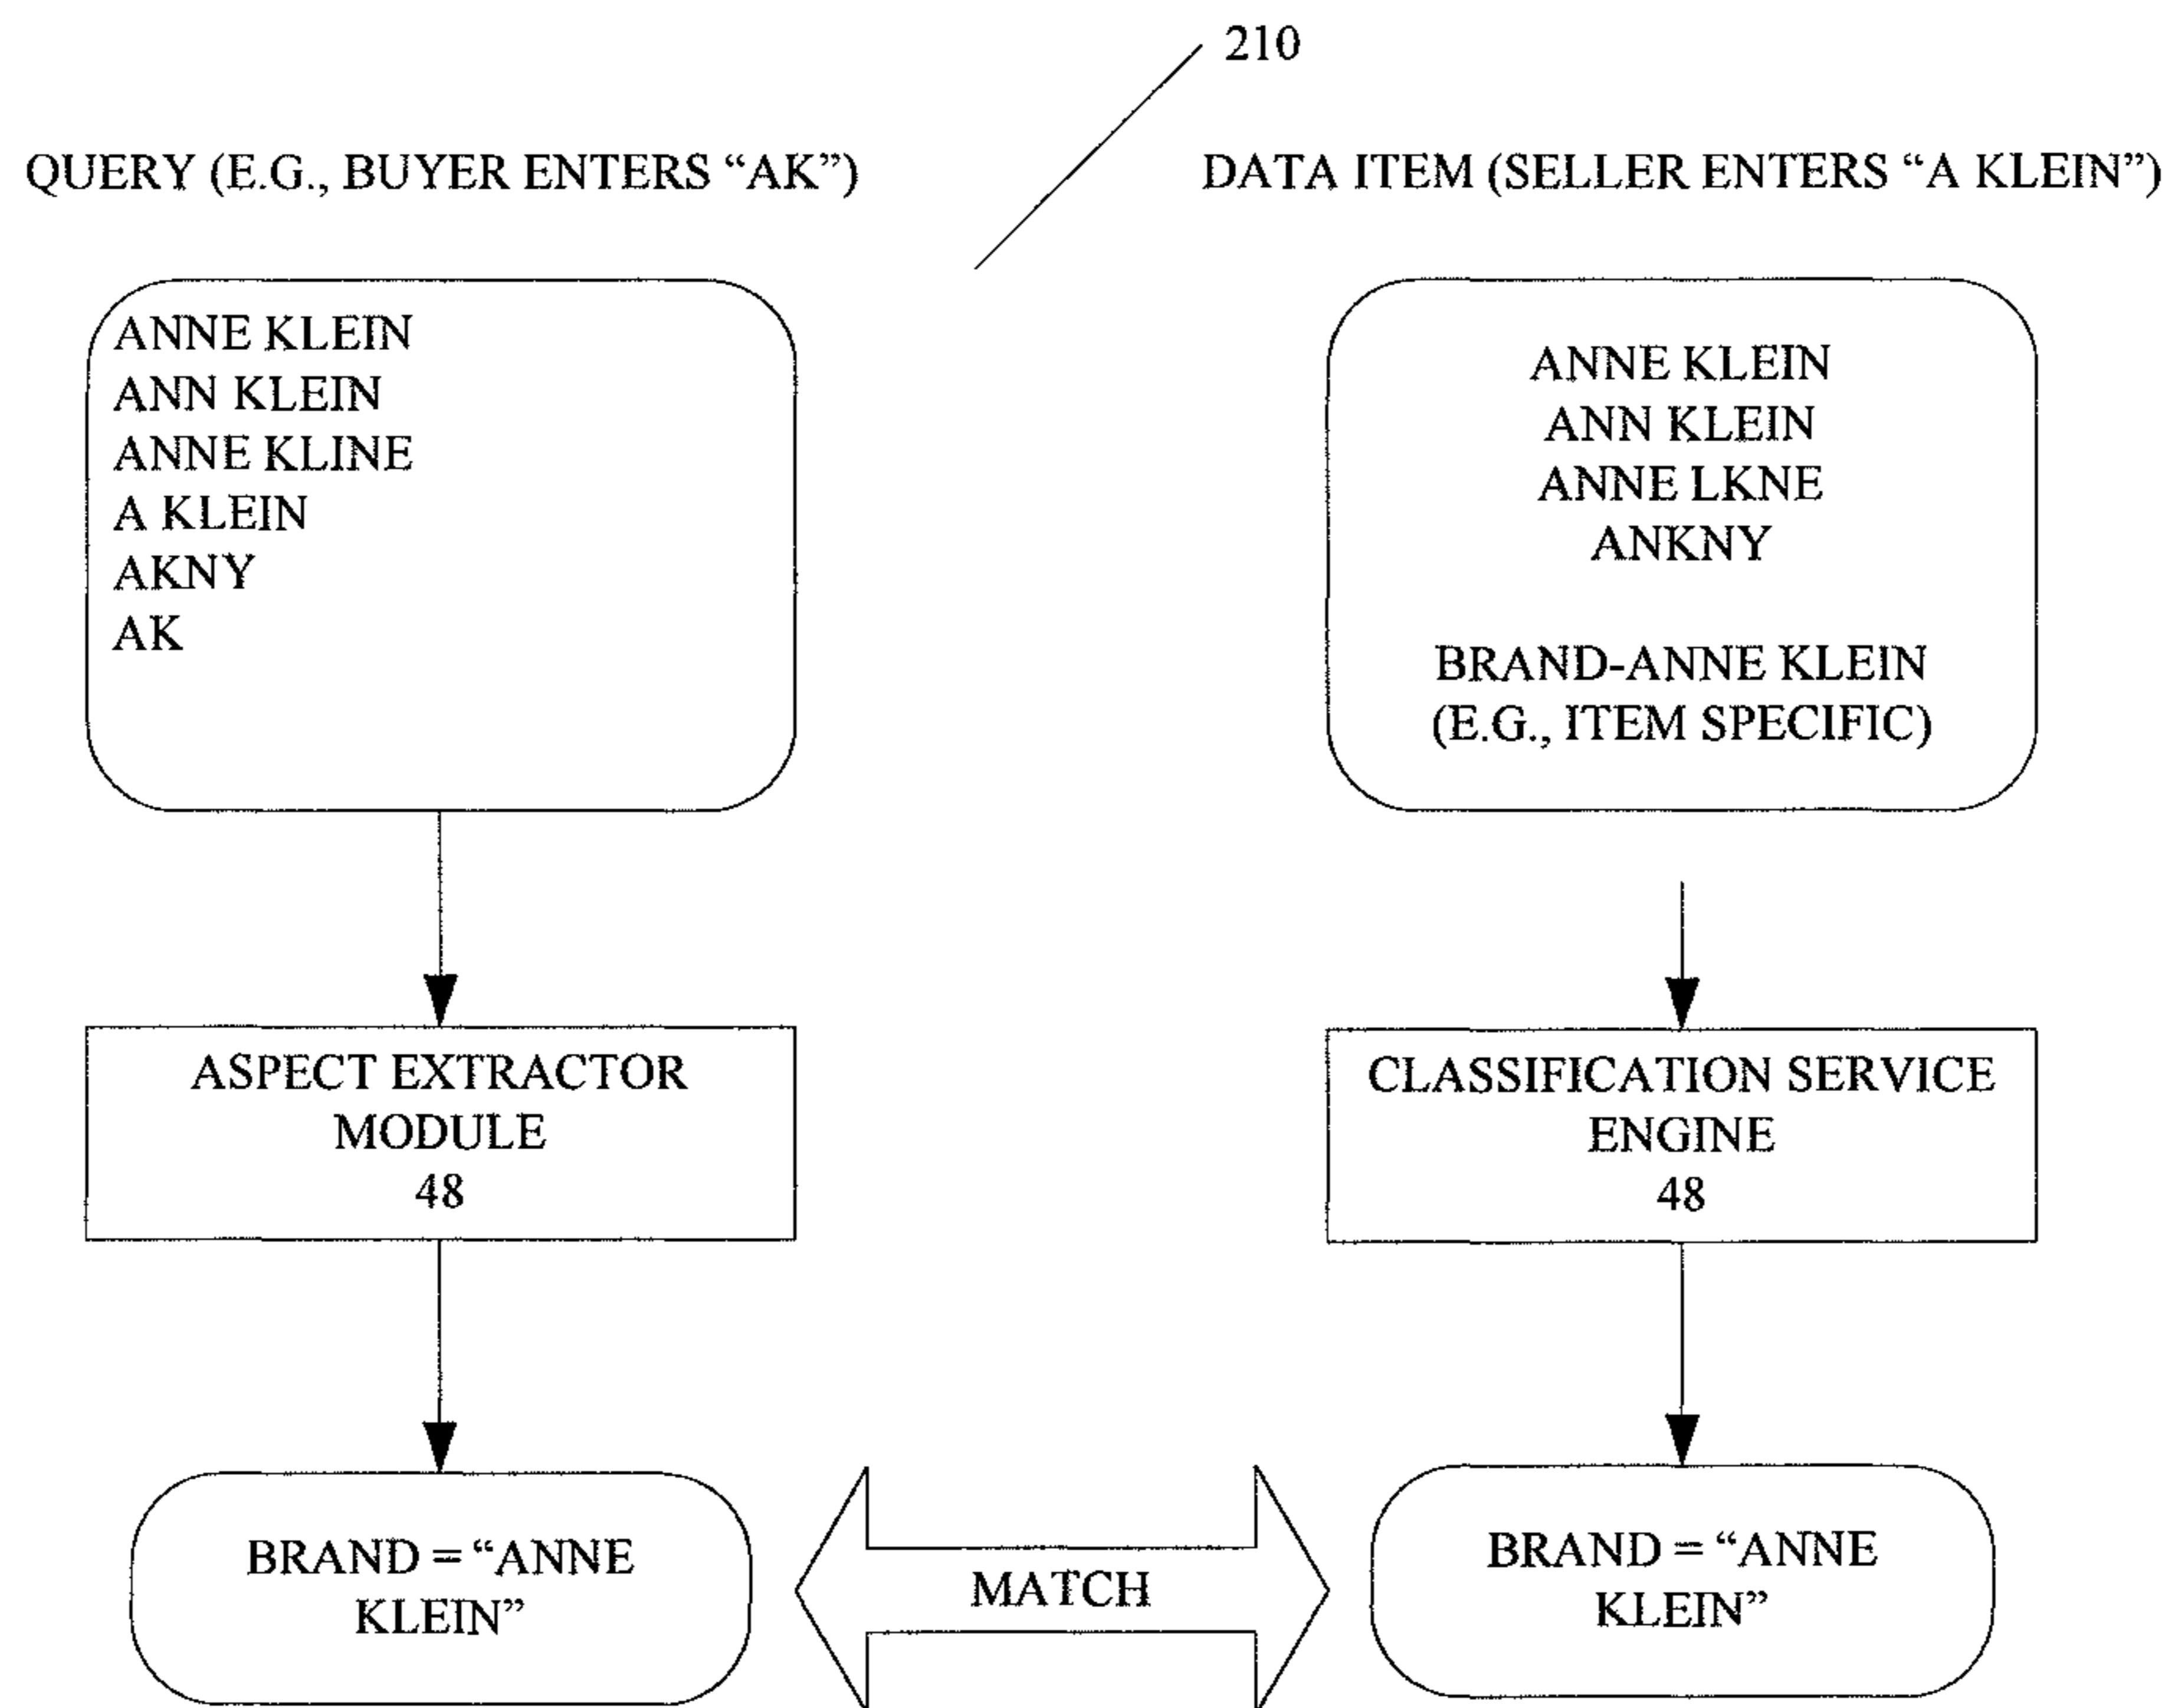 210
QUERY (E.G., BUYER ENTERS “AK”)
DATA ITEM (SELLER ENTERS “A KLEIN”)
ANNE KLEIN
ANN KLEIN
ANNE KLINE
A KLEIN
AKNY
AK
ANNE KLEIN
ANN KLEIN
ANNE LKNE
ANKNY
BRAND-ANNE KLEIN
(E.G., ITEM SPECIFIC)
ASPECT EXTRACTOR
MODULE
48
CLASSIFICATION SERVICE
ENGINE
48
BRAND = “ANNE
KLEIN”
MATCH
BRAND = “ANNE
KLEIN”